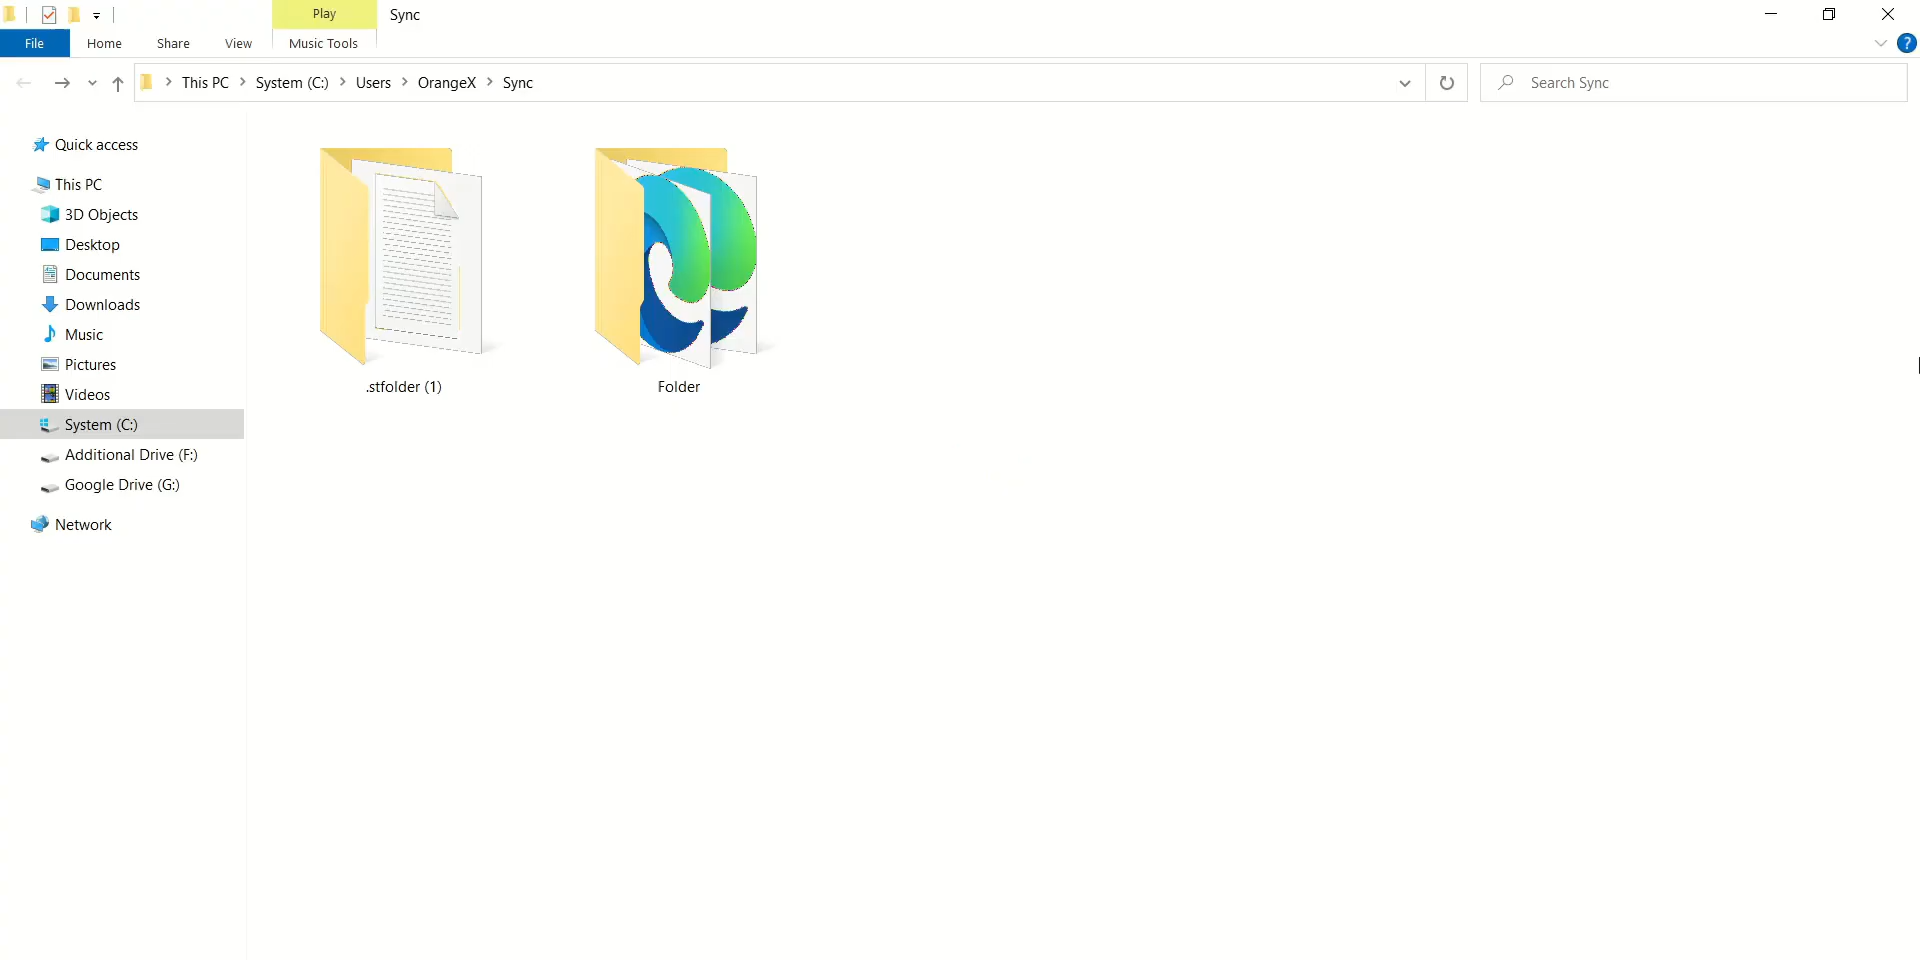 Play
Sync
File
Home
Share
View
Music Tools
This PC
System (C:)
Users
OrangeX
Sync
Search Sync
Quick access
This PC
3D Objects
Desktop
Documents
Downloads
Music
Pictures
Videos
System (C:)
Additional Drive (F:)
Google Drive (G:)
Network
.stfolder (1)
Folder